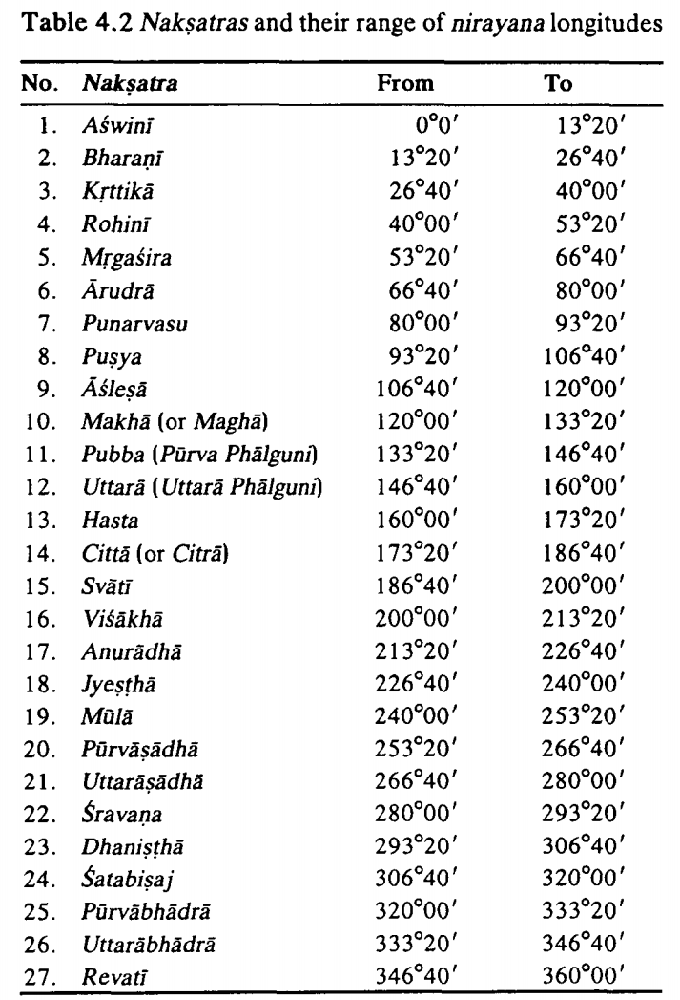 Table 4.2 Nakṣatras and their range of nirayana longitudes
No. Nakṣatra From To
1. Aświnī 0°0′ 13°20′
2. Bharaṇī 13°20′ 26°40′
3. Kṛttikā 26°40′ 40°00′
4. Rohinī 40°00′ 53°20′
5. Mṛgaśira 53°20′ 66°40′
6. Ārudrā 66°40′ 80°00′
7. Punarvasu 80°00′ 93°20′
8. Puṣya 93°20′ 106°40′
9. Āśleṣā 106°40′ 120°00′
10. Makhā (or Maghā) 120°00′ 133°20′
11. Pubba (Pūrva Phālguni) 133°20′ 146°40′
12. Uttarā (Uttarā Phālguni) 146°40′ 160°00′
13. Hasta 160°00′ 173°20′
14. Cittā (or Citrā) 173°20′ 186°40′
15. Svātī 186°40′ 200°00′
16. Viśākhā 200°00′ 213°20′
17. Anurādhā 213°20′ 226°40′
18. Jyeṣṭhā 226°40′ 240°00′
19. Mūlā 240°00′ 253°20′
20. Pūrvāṣādhā 253°20′ 266°40′
21. Uttarāṣādhā 266°40′ 280°00′
22. Śravaṇa 280°00′ 293°20′
23. Dhaniṣṭhā 293°20′ 306°40′
24. Śatabiṣaj 306°40′ 320°00′
25. Pūrvābhādrā 320°00′ 333°20′
26. Uttarābhādrā 333°20′ 346°40′
27. Revatī 346°40′ 360°00′